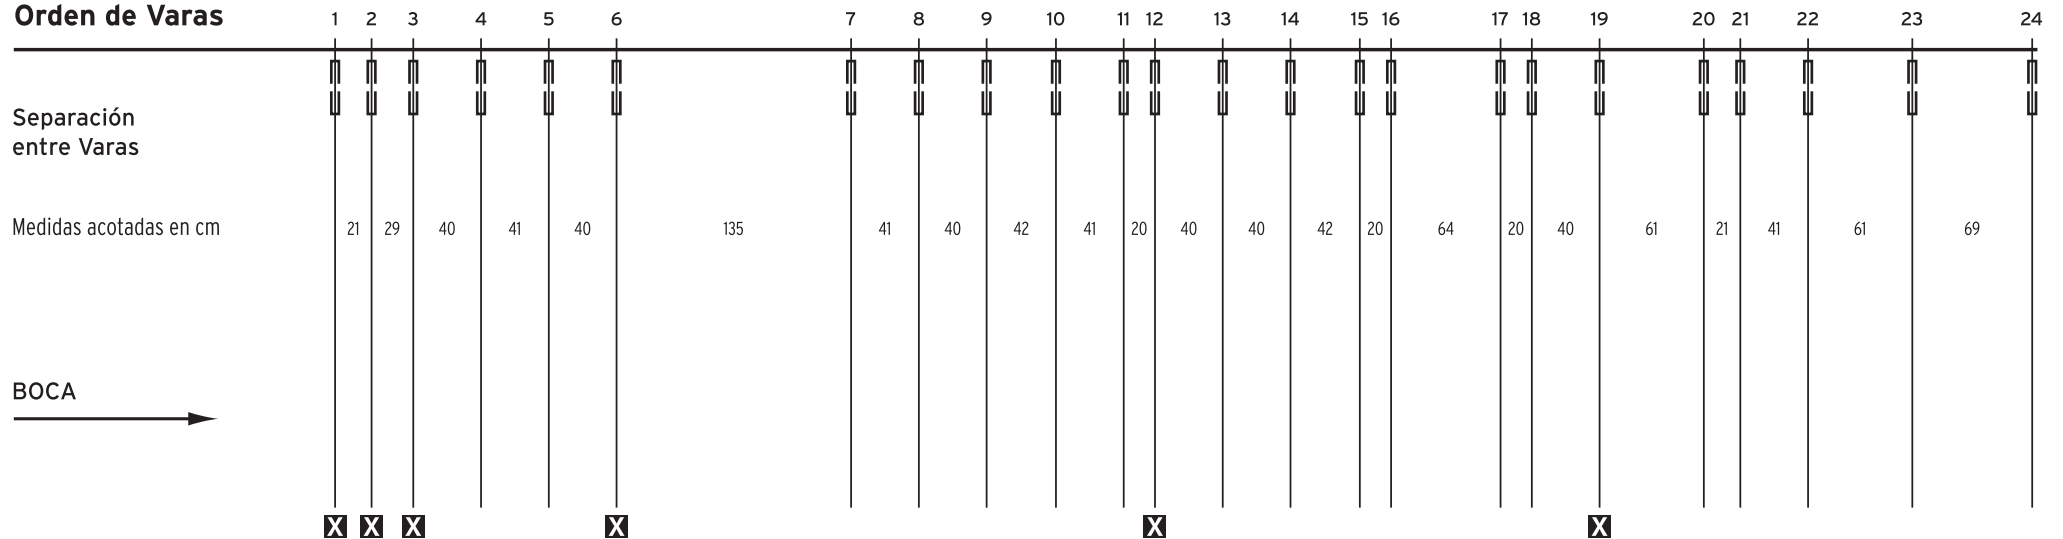 Orden de Varas 1 2 3 4 5 6 7 8 9 10 11 12 13 14 15 16 17 18 19 20 21 22 23 24
Separación
entre Varas
Medidas acotadas en cm 21 29 40 41 40 135 41 40 42 41 20 40 40 42 20 64 20 40 61 21 41 61 69
BOCA
X X X X X X